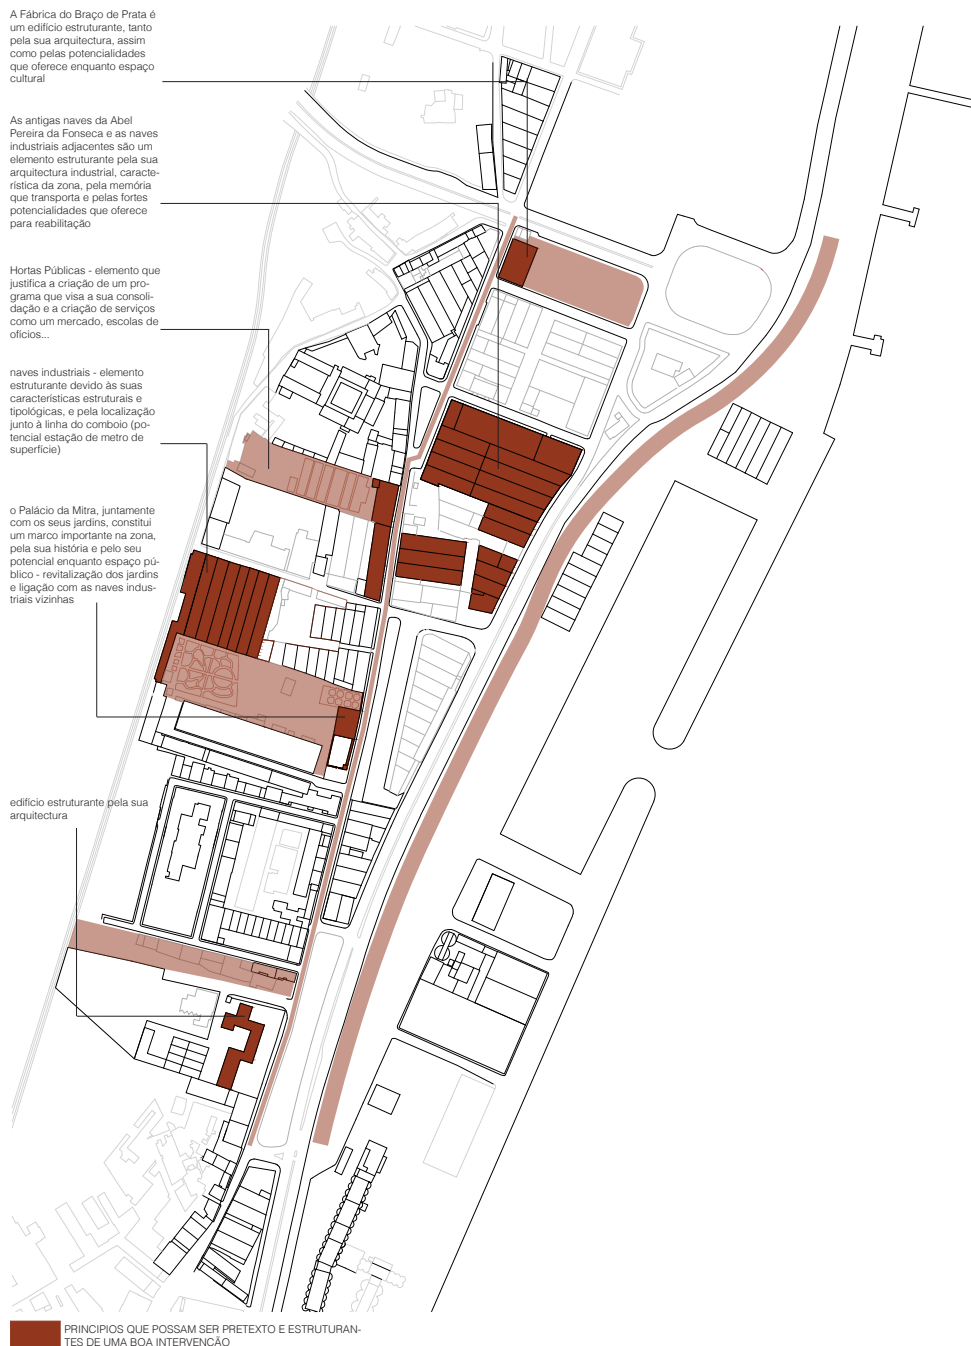 A Fábrica do Braço de Prata é
um edifício estruturante, tanto
pela sua arquitectura, assim
como pelas potencialidades
que oferece enquanto espaço
cultural
As antigas naves da Abel
Pereira da Fonseca e as naves
industriais adjacentes são um
elemento estruturante pela sua
arquitectura industrial, caracte-
rística da zona, pela memória
que transporta e pelas fortes
potencialidades que oferece
para reabilitação
Hortas Públicas - elemento que
justifica a criação de um pro-
grama que visa a sua consoli-
dação e a criação de serviços
como um mercado, escolas de
ofícios...
naves industriais - elemento
estruturante devido às suas
características estruturais e
tipológicas, e pela localização
junto à linha do comboio (po-
tencial estação de metro de
superfície)
o Palácio da Mitra, juntamente
com os seus jardins, constitui
um marco importante na zona,
pela sua história e pelo seu
potencial enquanto espaço pú-
blico - revitalização dos jardins
e ligação com as naves indus-
triais vizinhas
edifício estruturante pela sua
arquitectura
PRINCIPIOS QUE POSSAM SER PRETEXTO E ESTRUTURAN-
TES DE UMA BOA INTERVENÇÃO